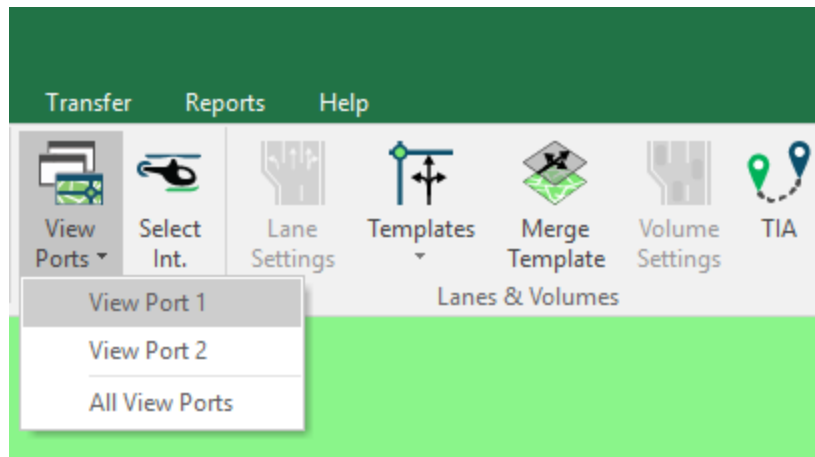 Transfer Reports Help
View Ports
Select Int.
Lane Settings
Templates
Merge Template
Volume Settings
TIA
Lanes & Volumes
View Port 1
View Port 2
All View Ports